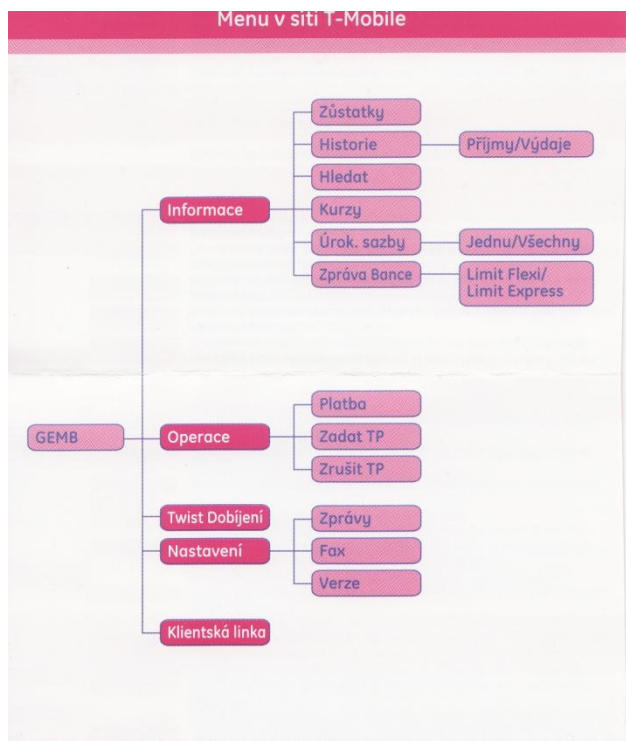 Menu v síti T-Mobile
Zůstatky
Historie
Příjmy/Výdaje
Hledat
Informace
Kurzy
Úrok. sazby
Jednu/Všechny
Zpráva Bance
Limit Flexi/
Limit Express
Platba
GEMB
Operace
Zadat TP
Zrušit TP
Twist Dobíjení
Zprávy
Nastavení
Fax
Verze
Klientská linka